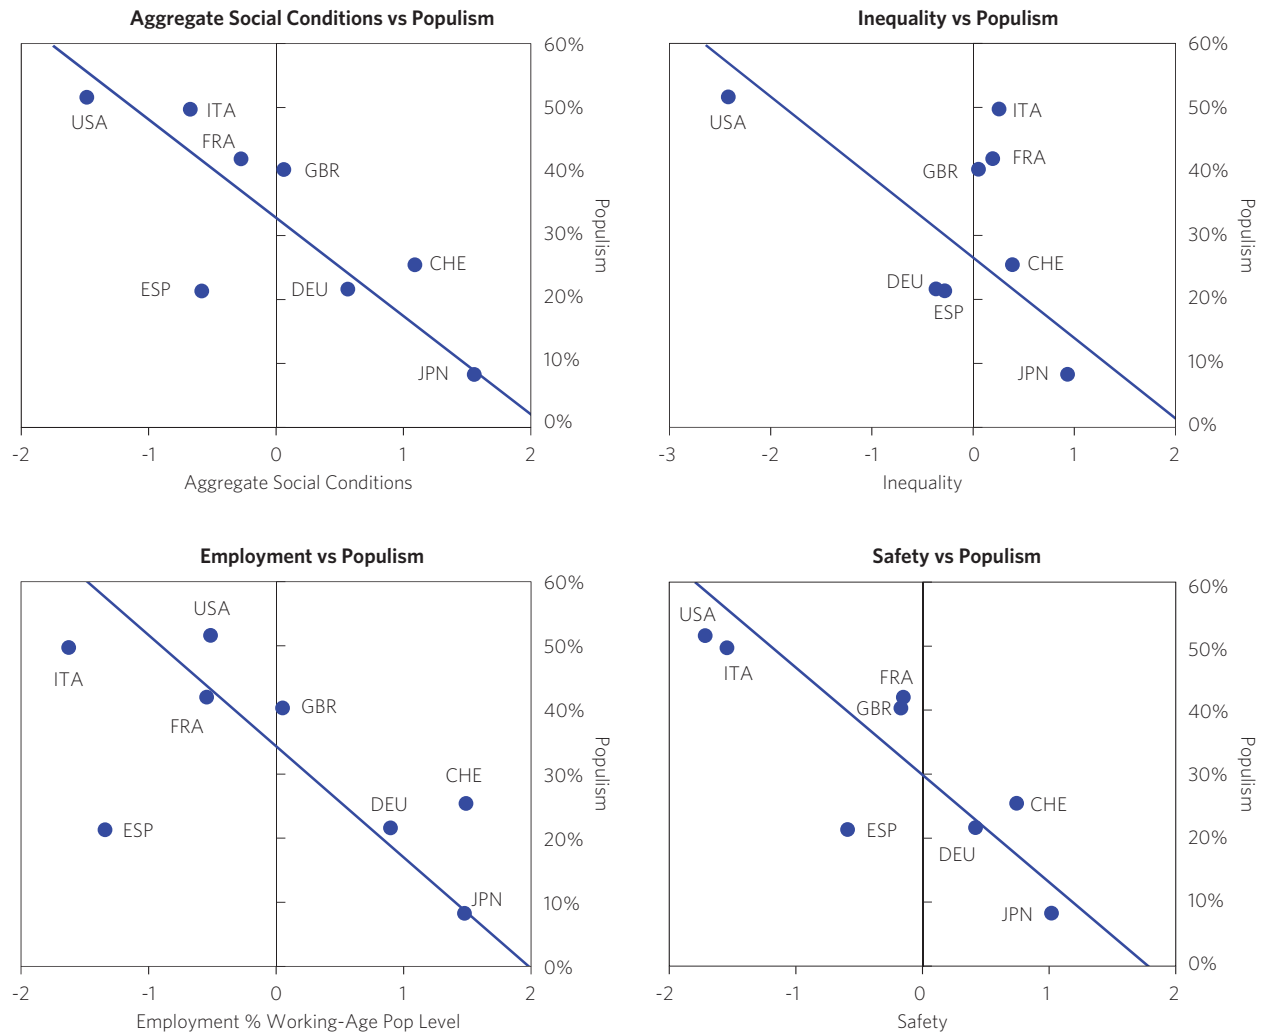 Aggregate Social Conditions vs Populism
60%
50%
40%
30%
20%
10%
0%
Populism
USA
ITA
FRA
GBR
CHE
ESP
DEU
JPN
-2 -1 0 1 2
Aggregate Social Conditions
Inequality vs Populism
60%
50%
40%
30%
20%
10%
0%
Populism
USA
ITA
FRA
GBR
CHE
DEU
ESP
JPN
-3 -2 -1 0 1 2
Inequality
Employment vs Populism
60%
50%
40%
30%
20%
10%
0%
Populism
USA
ITA
FRA
GBR
CHE
DEU
ESP
JPN
-2 -1 0 1 2
Employment % Working-Age Pop Level
Safety vs Populism
60%
50%
40%
30%
20%
10%
0%
Populism
USA
ITA
FRA
GBR
CHE
ESP
DEU
JPN
-2 -1 0 1 2
Safety